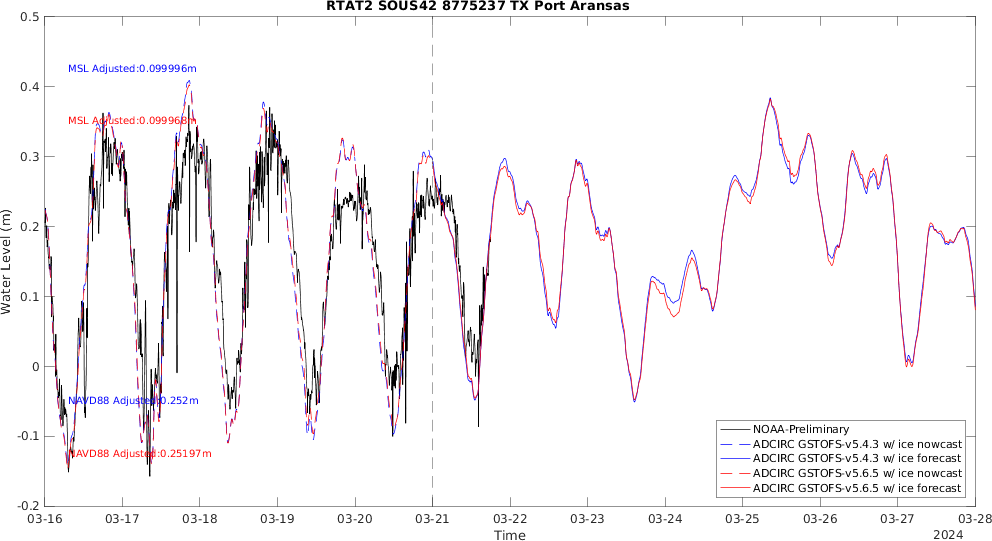 RTAT2 SOUS42 8775237 TX Port Aransas
0.5
0.4
0.3
0.2
0.1
0
-0.1
-0.2
Water Level (m)
MSL Adjusted:0.099996m
MSL Adjusted:0.099968m
NAVD88 Adjusted:0.252m
NAVD88 Adjusted:0.25197m
NOAA-Preliminary
ADCIRC GSTOFS-v5.4.3 w/ ice nowcast
ADCIRC GSTOFS-v5.4.3 w/ ice forecast
ADCIRC GSTOFS-v5.6.5 w/ ice nowcast
ADCIRC GSTOFS-v5.6.5 w/ ice forecast
03-16 03-17 03-18 03-19 03-20 03-21 03-22 03-23 03-24 03-25 03-26 03-27 03-28
Time
2024